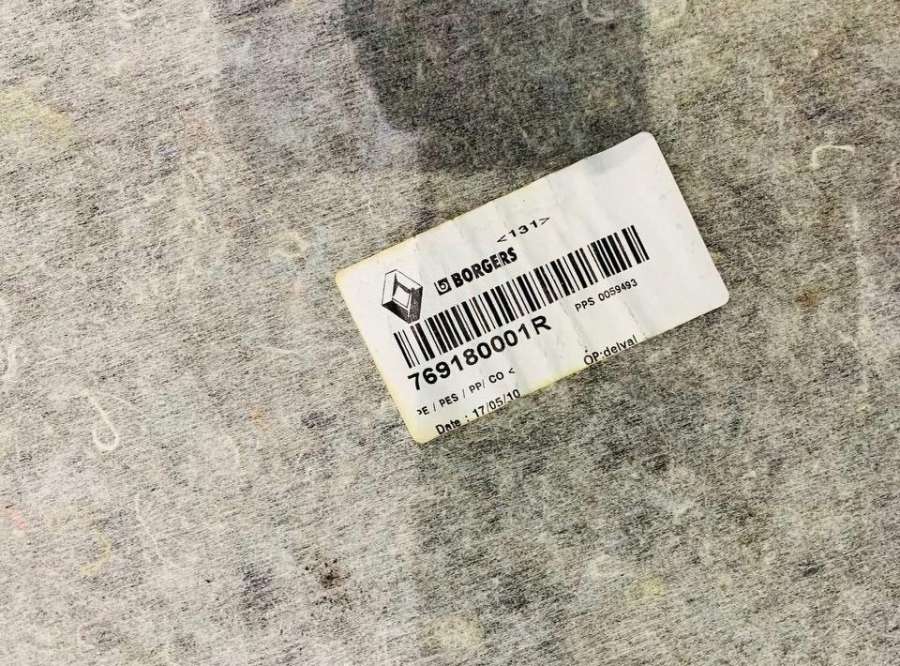 <131>
BORGERS
PPS 0059493
769180001R
PE / PES / PP/ CO <
OP:delval
Date : 17/05/10